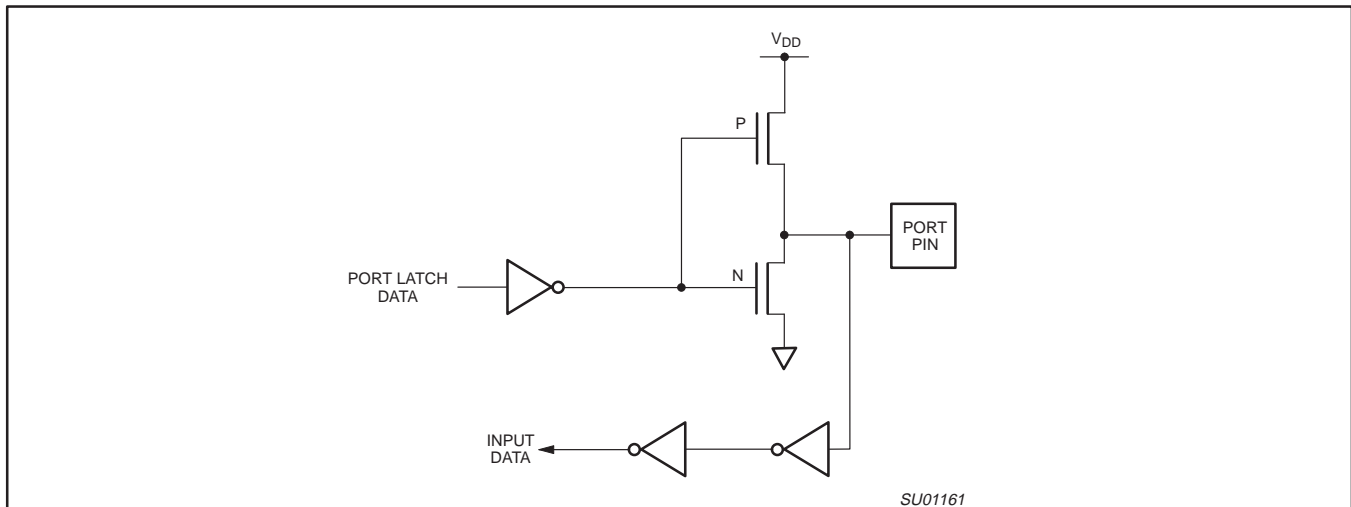 VDD
P
PORT
PIN
N
PORT LATCH
DATA
INPUT
DATA
SU01161